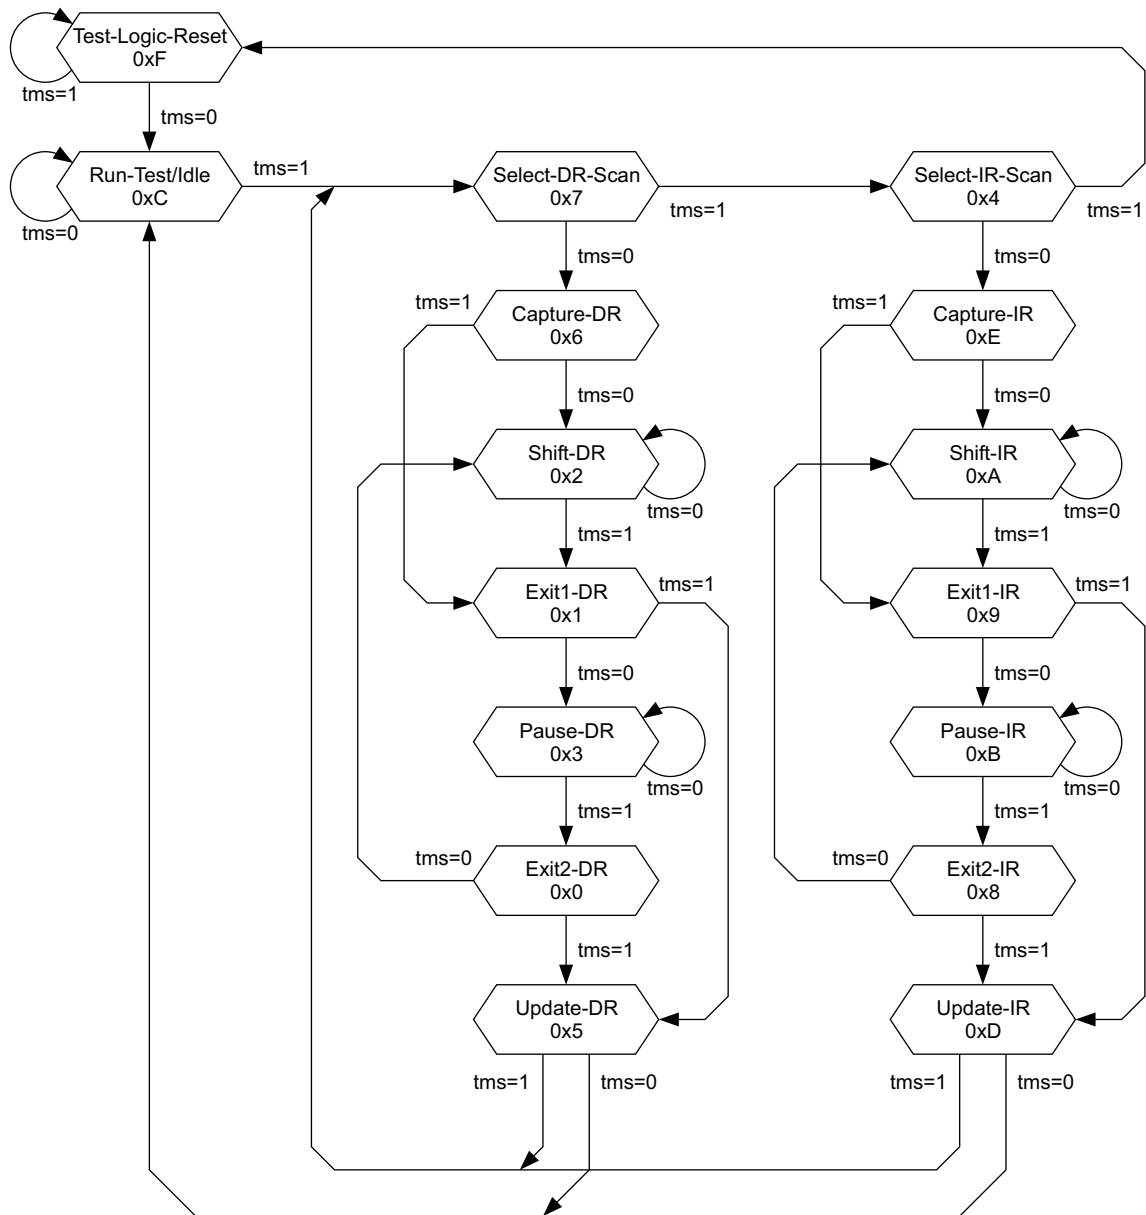 Test-Logic-Reset
0xF
tms=1
tms=0
Run-Test/Idle
0xC
tms=0
tms=1
Select-DR-Scan
0x7
tms=1
tms=0
Select-IR-Scan
0x4
tms=1
tms=0
tms=1
Capture-DR
0x6
tms=0
tms=1
Capture-IR
0xE
tms=0
Shift-DR
0x2
tms=0
tms=1
Shift-IR
0xA
tms=0
tms=1
Exit1-DR
0x1
tms=1
tms=0
Exit1-IR
0x9
tms=1
tms=0
Pause-DR
0x3
tms=0
tms=1
Pause-IR
0xB
tms=0
tms=1
tms=0
Exit2-DR
0x0
tms=1
tms=0
Exit2-IR
0x8
tms=1
Update-DR
0x5
tms=1
tms=0
Update-IR
0xD
tms=1
tms=0